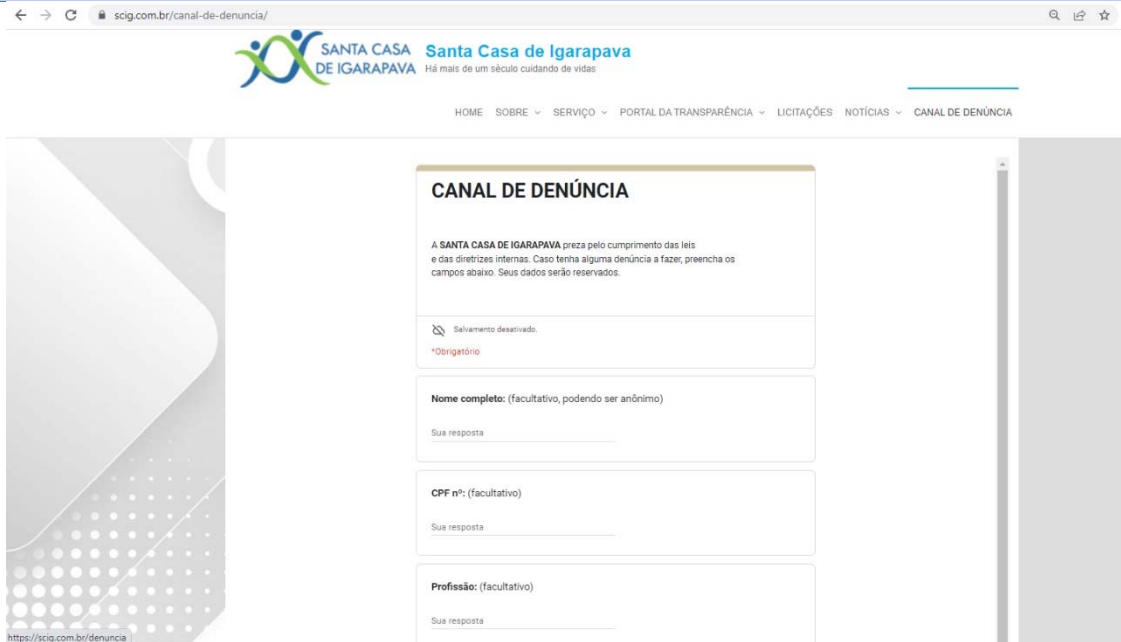 scig.com.br/canal-de-denuncia/
SANTA CASA
DE IGARAPAVA
Santa Casa de Igarapava
Há mais de um século cuidando de vidas
HOME SOBRE SERVIÇO PORTAL DA TRANSPARÊNCIA LICITAÇÕES NOTÍCIAS CANAL DE DENÚNCIA
CANAL DE DENÚNCIA
A SANTA CASA DE IGARAPAVA preza pelo cumprimento das leis
e das diretrizes internas. Caso tenha alguma denúncia a fazer, preencha os
campos abaixo. Seus dados serão reservados.
Salvamento desativado.
*Obrigatório
Nome completo: (facultativo, podendo ser anônimo)
Sua resposta
CPF nº: (facultativo)
Sua resposta
Profissão: (facultativo)
Sua resposta
https://scig.com.br/denuncia